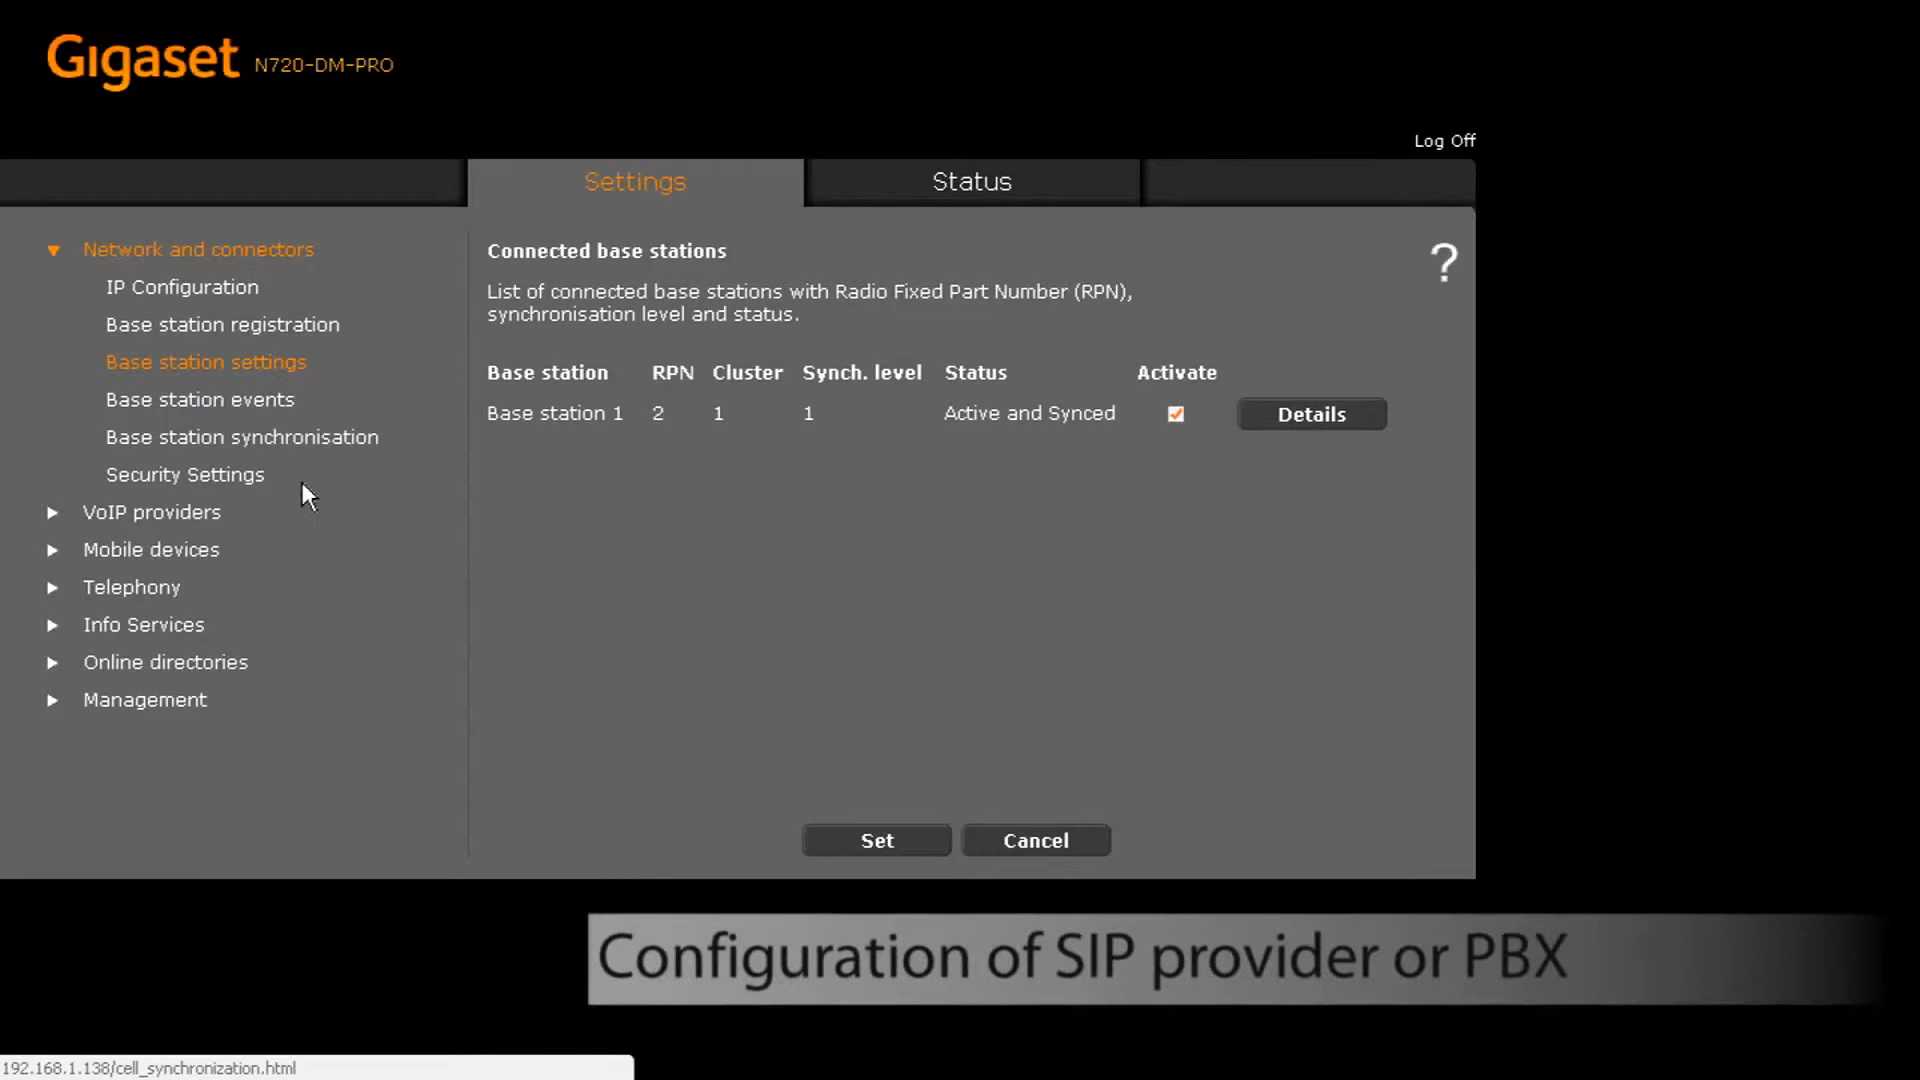 Gigaset N720-DM-PRO
Log Off
Settings
Status
Network and connectors
IP Configuration
Base station registration
Base station settings
Base station events
Base station synchronisation
Security Settings
VoIP providers
Mobile devices
Telephony
Info Services
Online directories
Management
Connected base stations
?
List of connected base stations with Radio Fixed Part Number (RPN),
synchronisation level and status.
Base station RPN Cluster Synch. level Status Activate
Base station 1 2 1 1 Active and Synced Details
Set Cancel
Configuration of SIP provider or PBX
192.168.1.138/cell_synchronization.html